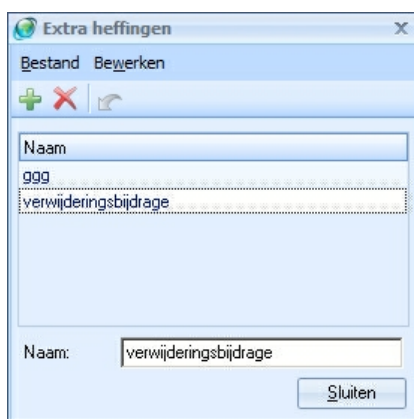 Extra heffingen
Bestand Bewerken
Naam
ggg
verwijderingsbijdrage
Naam: verwijderingsbijdrage
Sluiten